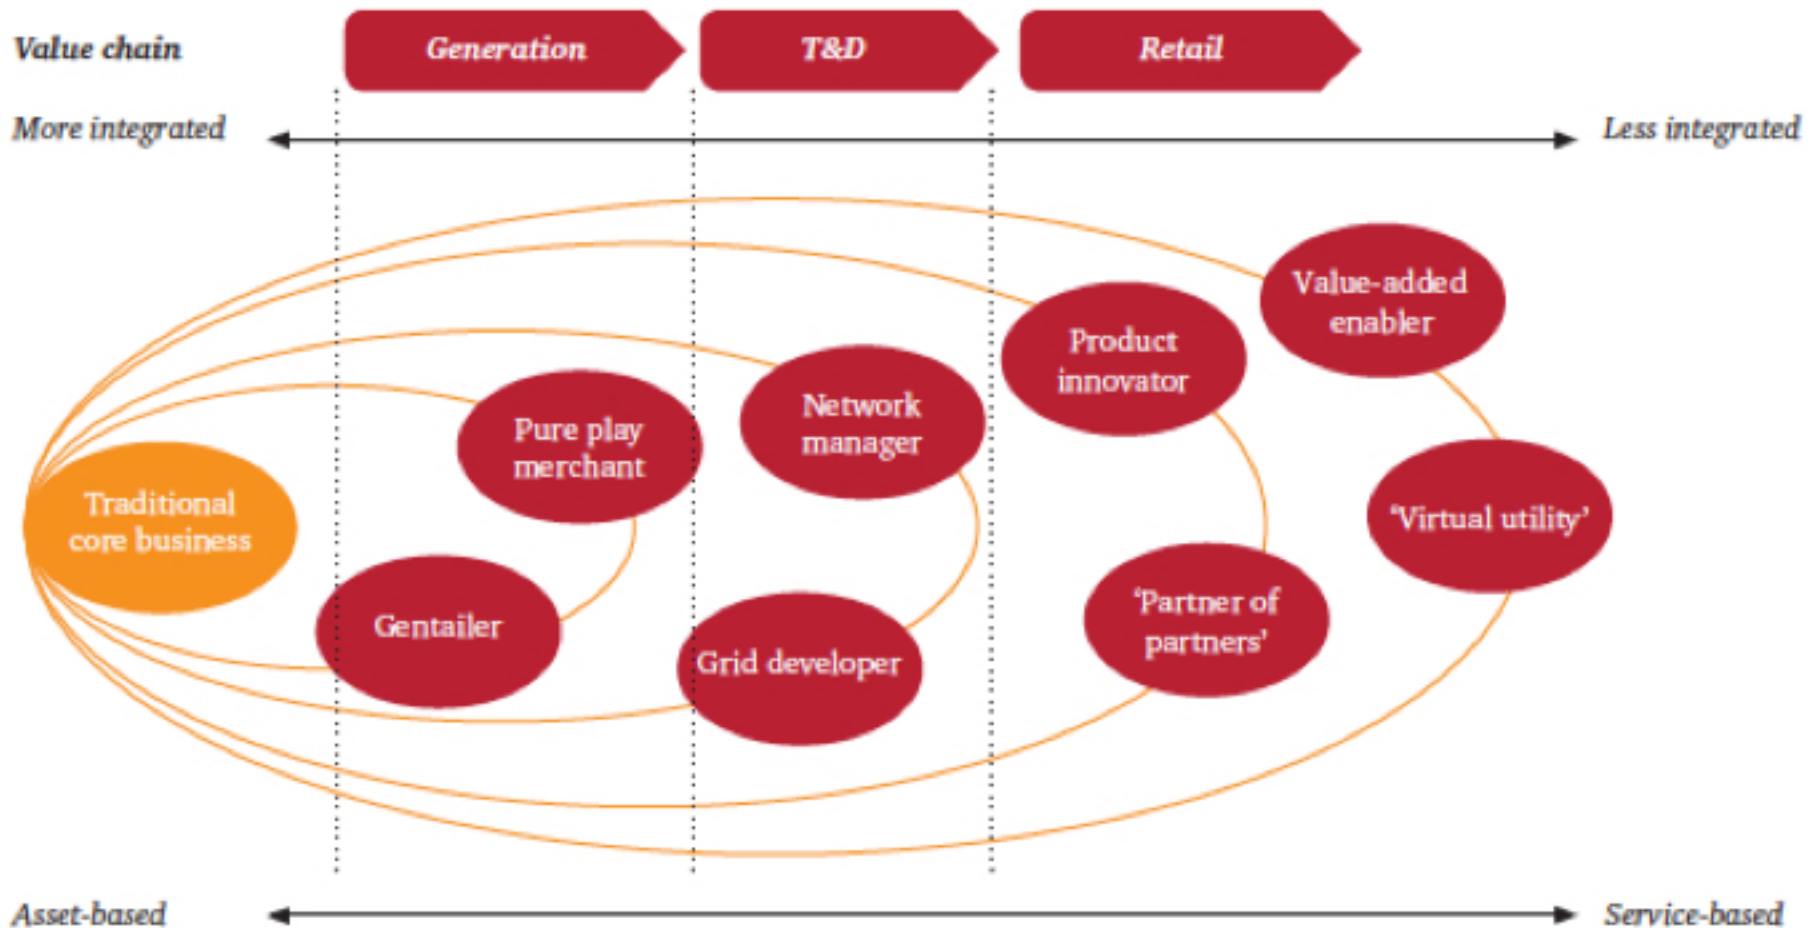 Value chain
Generation
T&D
Retail
More integrated
Less integrated
Value-added
enabler
Product
innovator
Network
manager
Pure play
merchant
Traditional
core business
‘Virtual utility’
Gentailer
Grid developer
‘Partner of
partners’
Asset-based
Service-based